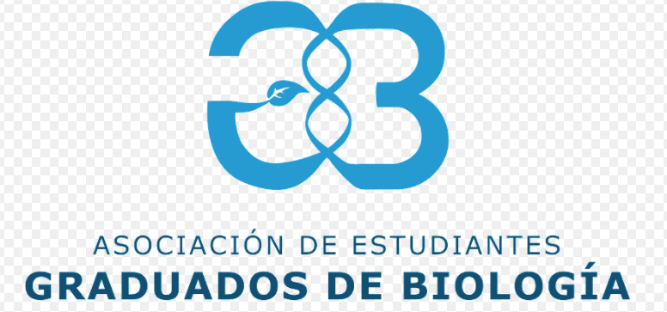 ASOCIACIÓN DE ESTUDIANTES
GRADUADOS DE BIOLOGÍA